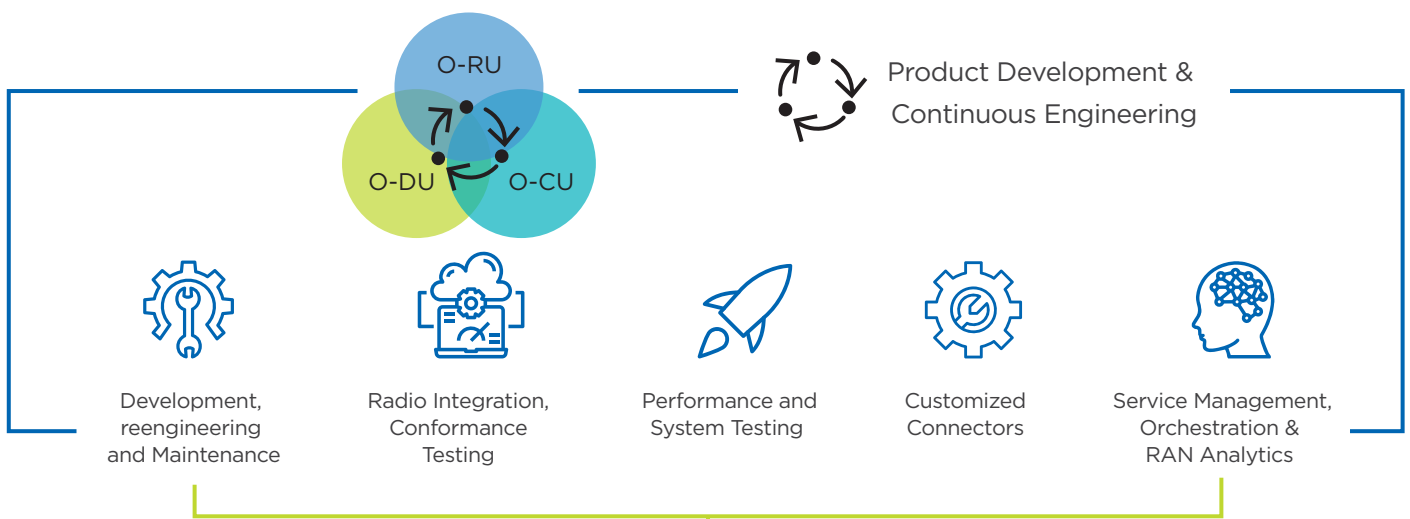 O-RU
O-DU
O-CU
Product Development &
Continuous Engineering
Development,
reengineering
and Maintenance
Radio Integration,
Conformance
Testing
Performance and
System Testing
Customized
Connectors
Service Management,
Orchestration &
RAN Analytics